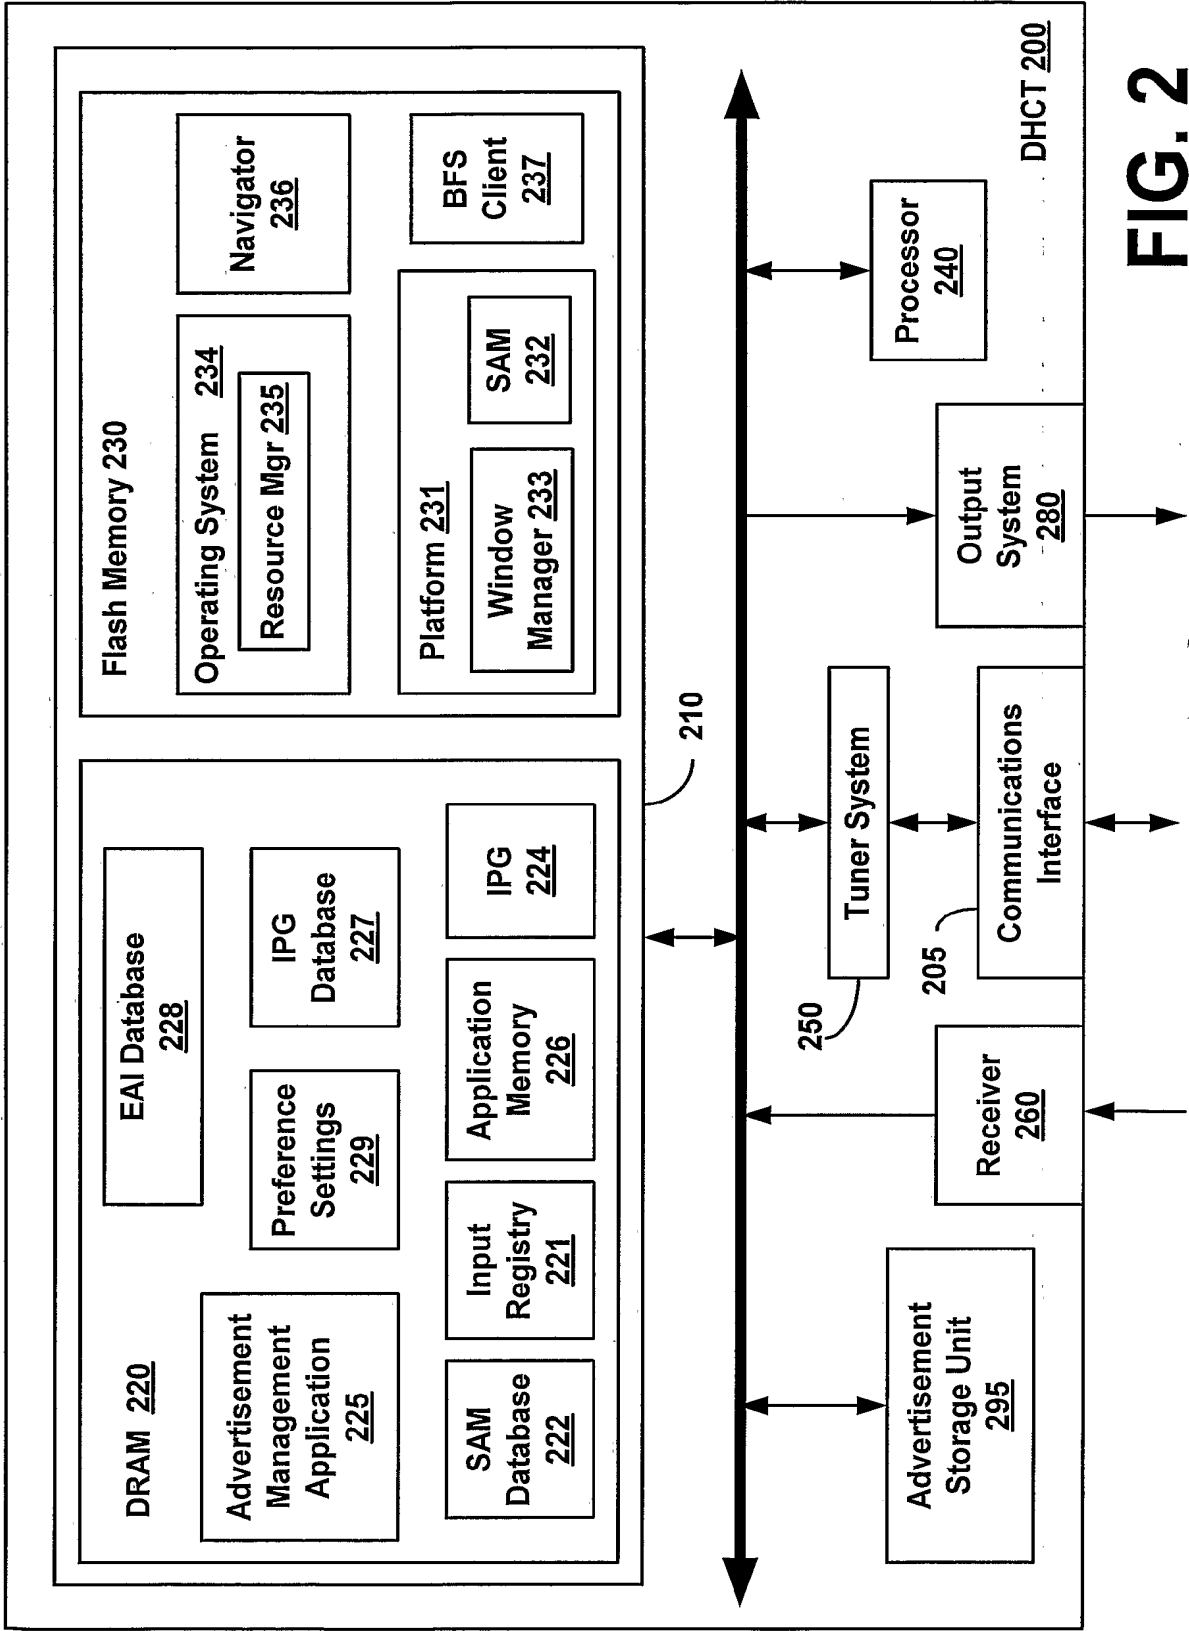 DRAM 220
EAI Database
228
Advertisement
Management
Application
225
Preference
Settings
229
IPG
Database
227
SAM
Database
222
Input
Registry
221
Application
Memory
226
IPG
224
Flash Memory 230
Operating System 234
Resource Mgr 235
Navigator
236
Platform 231
Window
Manager 233
SAM
232
BFS
Client
237
210
Advertisement
Storage Unit
295
Receiver
260
250
Tuner System
205
Communications
Interface
Output
System
280
Processor
240
DHCT 200
FIG. 2